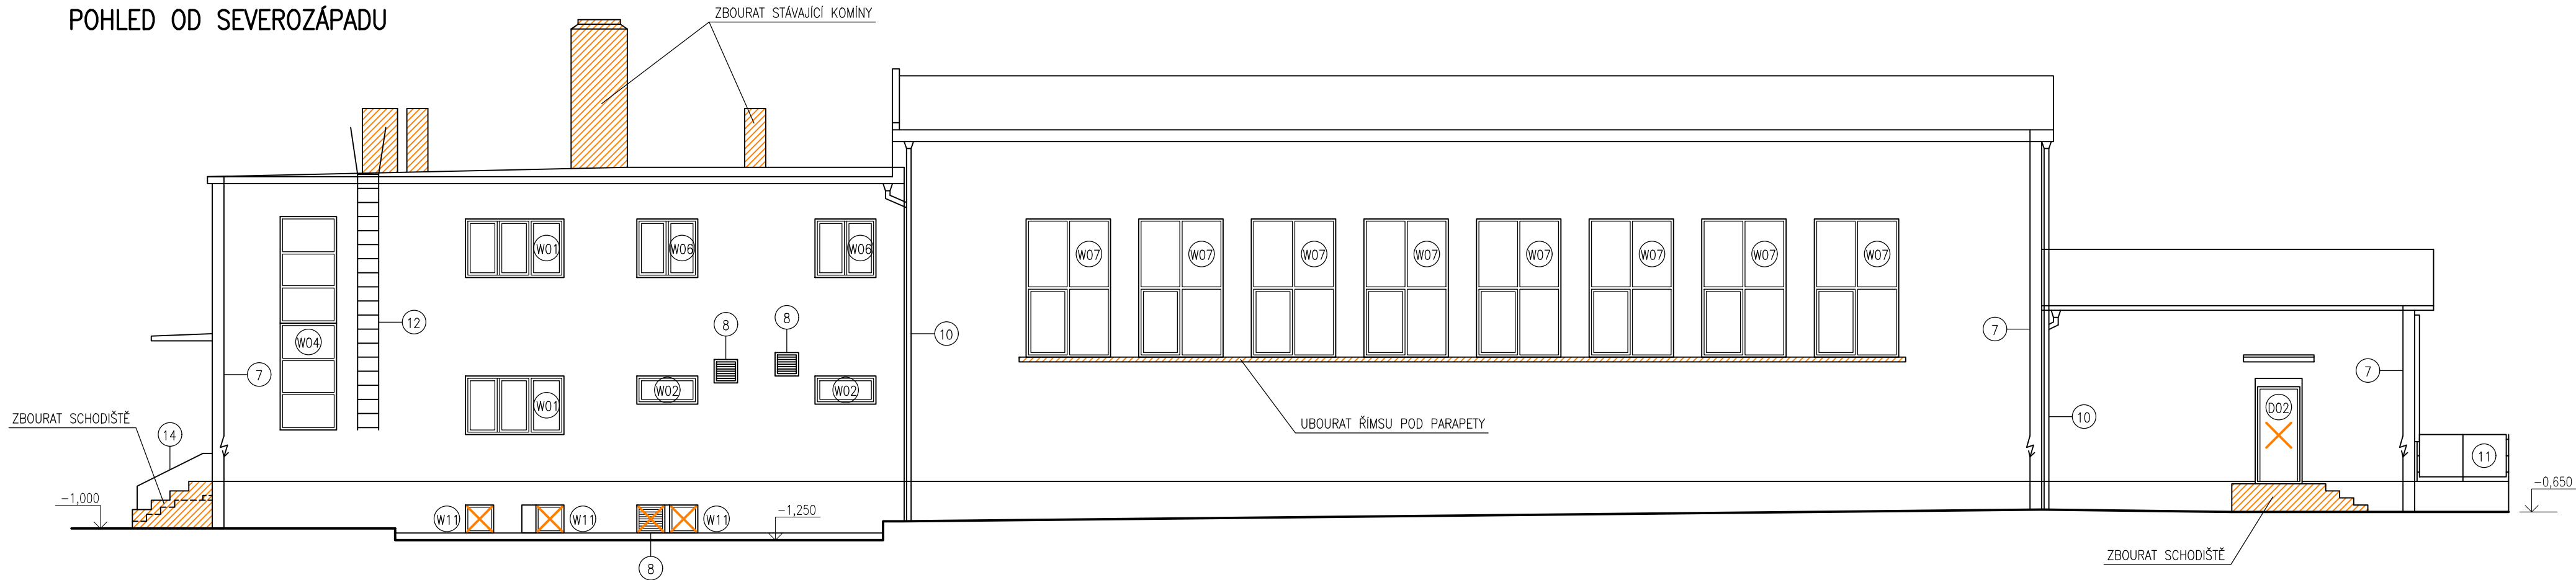 POHLED OD SEVEROZÁPADU
ZBOURAT STÁVAJÍCÍ KOMÍNY
W01
W06
W06
W07
W07
W07
W07
W07
W07
W07
W07
12
8
8
10
7
W04
7
7
W02
W02
W01
D02
ZBOURAT SCHODIŠTĚ
UBOURAT ŘÍMSU POD PARAPETY
10
14
11
-1,000
-0,650
W11
W11
W11
-1,250
8
ZBOURAT SCHODIŠTĚ